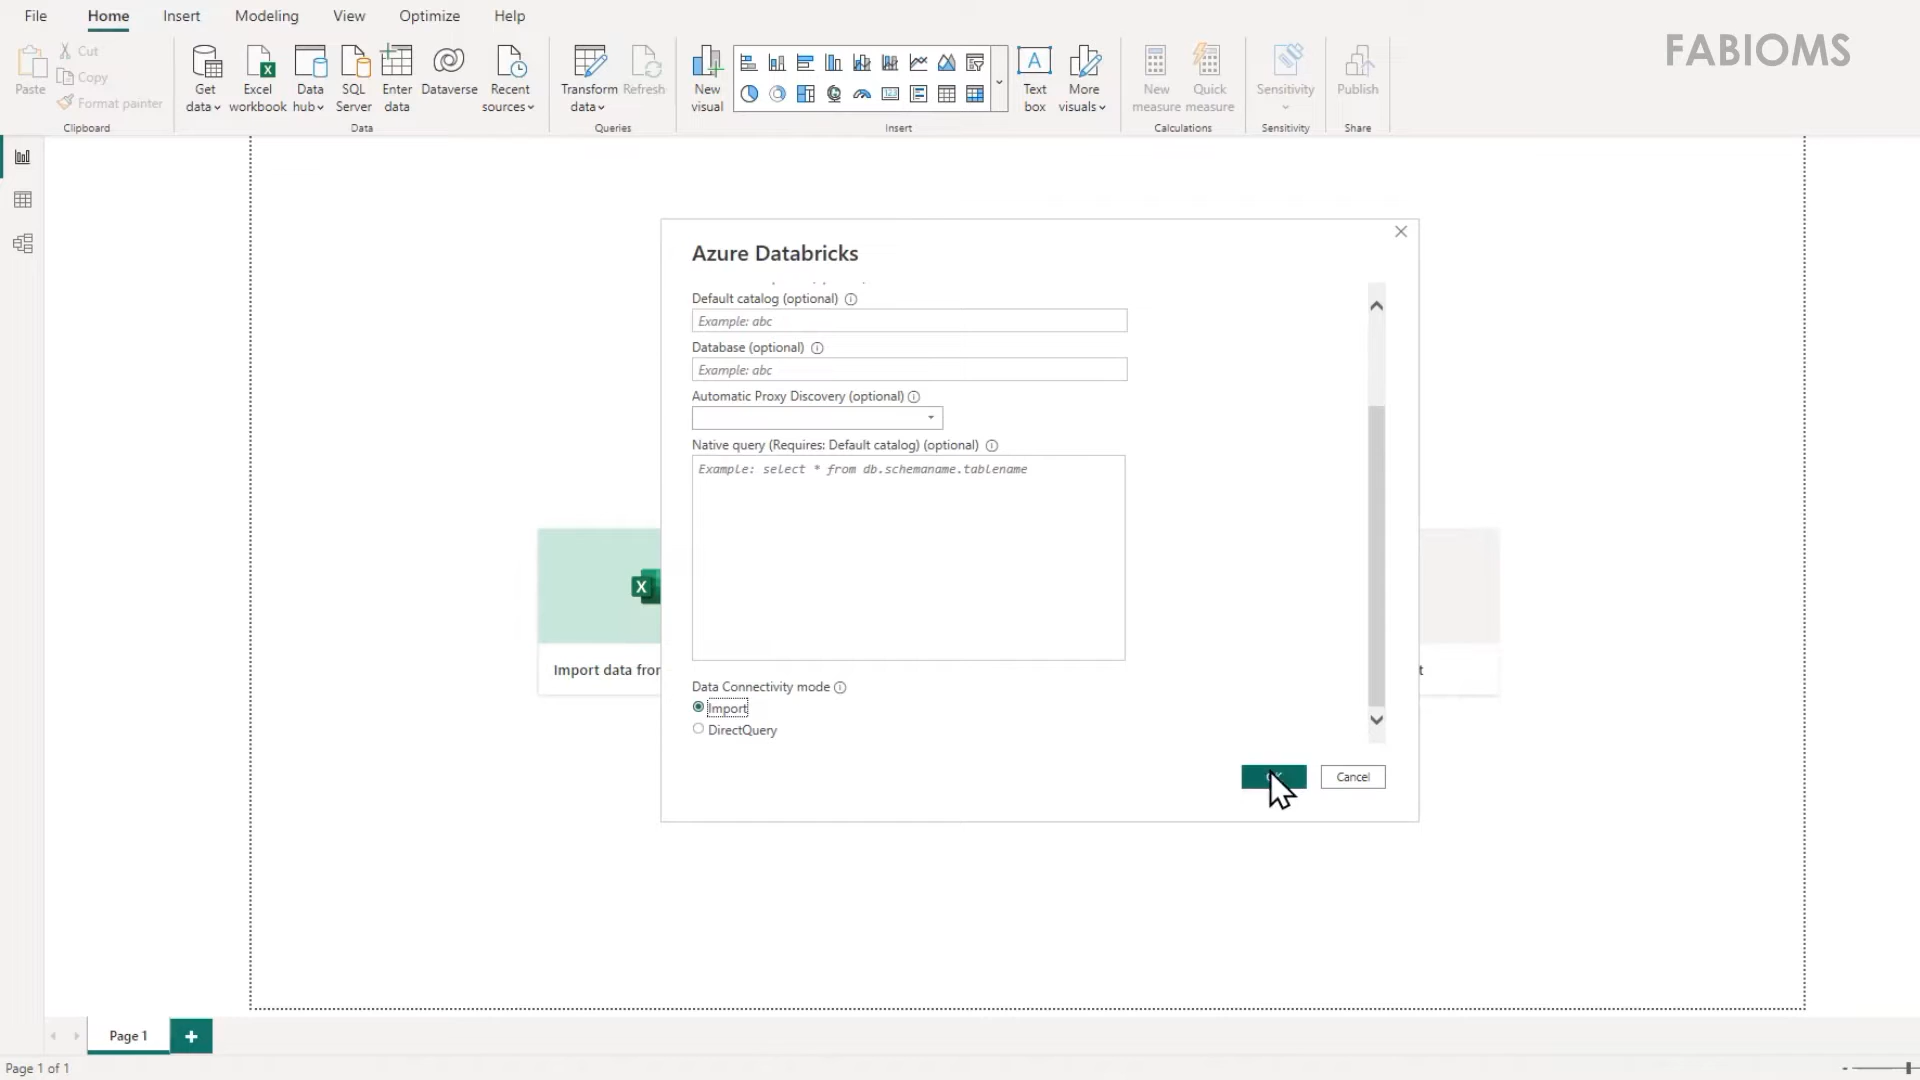 File Home Insert Modeling View Optimize Help
FABIOMS
Paste
Cut
Copy
Format painter
Clipboard
Get data
Excel workbook
Data hub
SQL Server
Enter data
Dataverse
Recent sources
Data
Transform data
Refresh
Queries
New visual
123
Text box
More visuals
Insert
New measure
Quick measure
Calculations
Sensitivity
Sensitivity
Publish
Share
Azure Databricks
Default catalog (optional)
Example: abc
Database (optional)
Example: abc
Automatic Proxy Discovery (optional)
Native query (Requires: Default catalog) (optional)
Example: select * from db.schemaname.tablename
Data Connectivity mode
Import
DirectQuery
Cancel
Import data
Page 1
Page 1 of 1